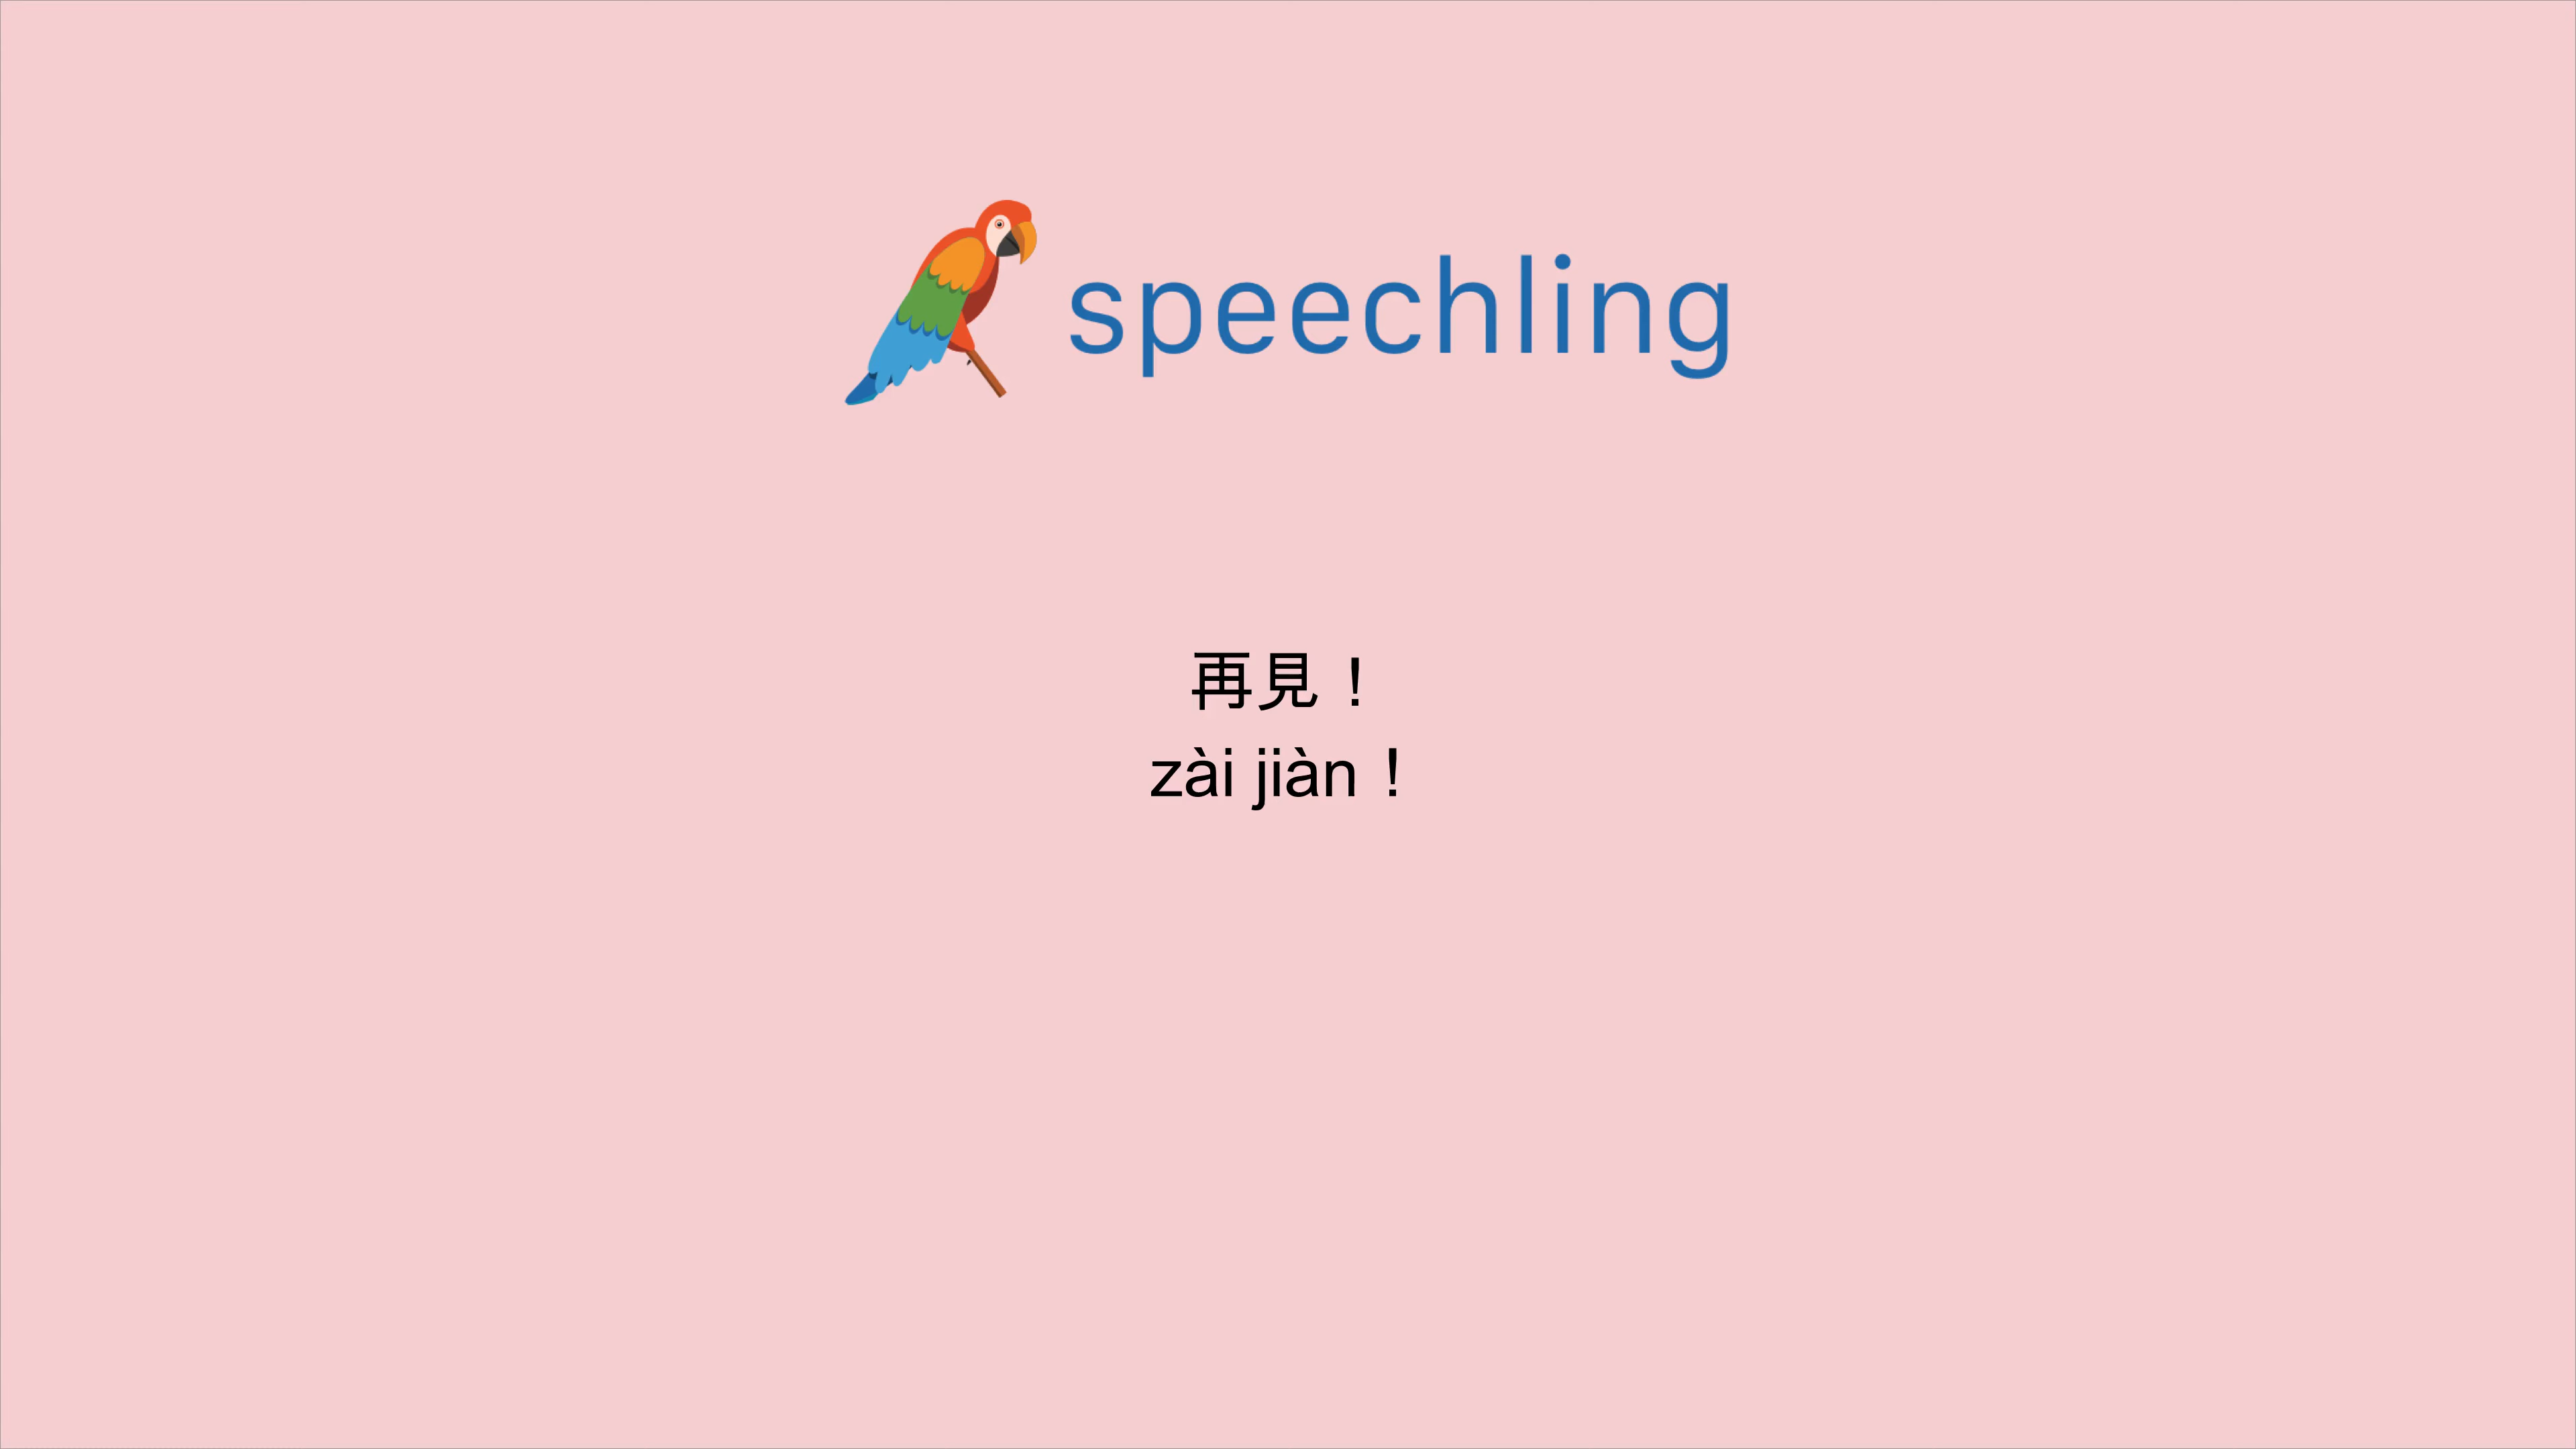 speechling
再見！
zài jiàn！